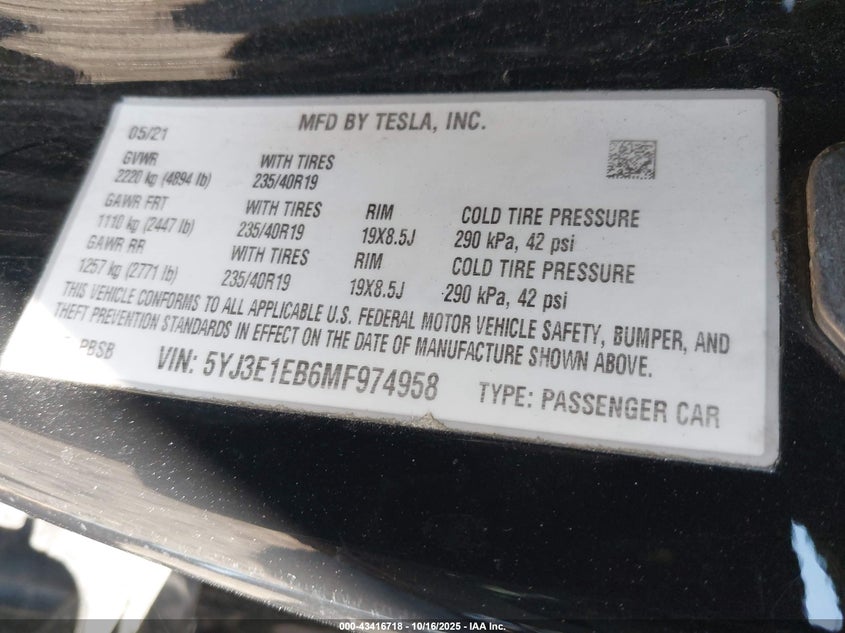 MFD BY TESLA, INC.
05/21
GVWR WITH TIRES
2220 kg (4894 lb) 235/40R19
GAWR FRT WITH TIRES RIM COLD TIRE PRESSURE
1110 kg (2447 lb) 235/40R19 19X8.5J 290 kPa, 42 psi
GAWR RR WITH TIRES RIM COLD TIRE PRESSURE
1257 kg (2771 lb) 235/40R19 19X8.5J 290 kPa, 42 psi
THIS VEHICLE CONFORMS TO ALL APPLICABLE U.S. FEDERAL MOTOR VEHICLE SAFETY, BUMPER, AND
THEFT PREVENTION STANDARDS IN EFFECT ON THE DATE OF MANUFACTURE SHOWN ABOVE.
PBSB VIN: 5YJ3E1EB6MF974958 TYPE: PASSENGER CAR
000-43416718 - 10/16/2025 - IAA Inc.